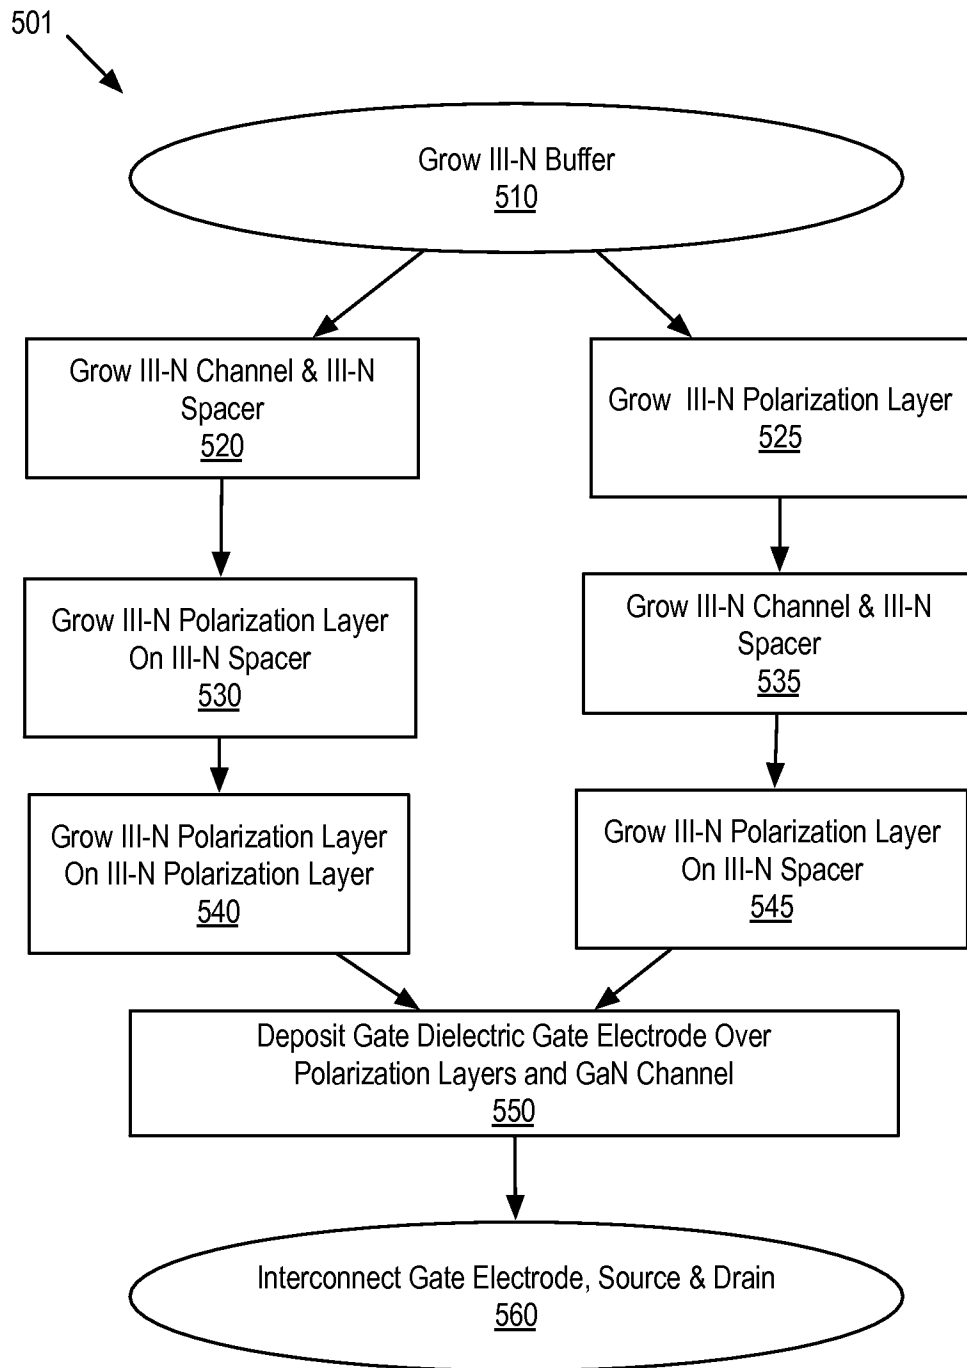 501
Grow III-N Buffer
510
Grow III-N Channel & III-N
Spacer
520
Grow III-N Polarization Layer
525
Grow III-N Polarization Layer
On III-N Spacer
530
Grow III-N Channel & III-N
Spacer
535
Grow III-N Polarization Layer
On III-N Polarization Layer
540
Grow III-N Polarization Layer
On III-N Spacer
545
Deposit Gate Dielectric Gate Electrode Over
Polarization Layers and GaN Channel
550
Interconnect Gate Electrode, Source & Drain
560